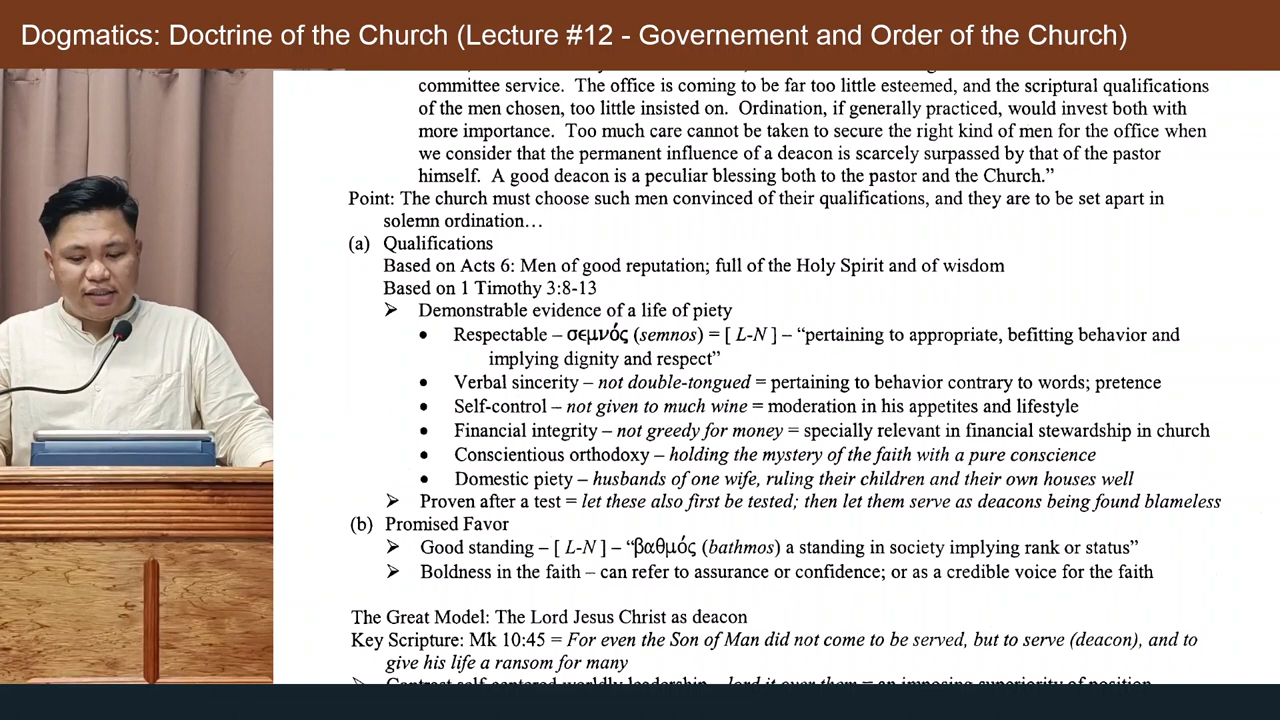 Dogmatics: Doctrine of the Church (Lecture #12 - Governement and Order of the Church)
committee service. The office is coming to be far too little esteemed, and the scriptural qualifications
of the men chosen, too little insisted on. Ordination, if generally practiced, would invest both with
more importance. Too much care cannot be taken to secure the right kind of men for the office when
we consider that the permanent influence of a deacon is scarcely surpassed by that of the pastor
himself. A good deacon is a peculiar blessing both to the pastor and the Church.”
Point: The church must choose such men convinced of their qualifications, and they are to be set apart in
solemn ordination…
(a) Qualifications
Based on Acts 6: Men of good reputation; full of the Holy Spirit and of wisdom
Based on 1 Timothy 3:8-13
➢ Demonstrable evidence of a life of piety
• Respectable – σεμνός (semnos) = [ L-N ] – “pertaining to appropriate, befitting behavior and
implying dignity and respect”
• Verbal sincerity – not double-tongued = pertaining to behavior contrary to words; pretence
• Self-control – not given to much wine = moderation in his appetites and lifestyle
• Financial integrity – not greedy for money = specially relevant in financial stewardship in church
• Conscientious orthodoxy – holding the mystery of the faith with a pure conscience
• Domestic piety – husbands of one wife, ruling their children and their own houses well
➢ Proven after a test = let these also first be tested; then let them serve as deacons being found blameless
(b) Promised Favor
➢ Good standing – [ L-N ] – “βαθμός (bathmos) a standing in society implying rank or status”
➢ Boldness in the faith – can refer to assurance or confidence; or as a credible voice for the faith
The Great Model: The Lord Jesus Christ as deacon
Key Scripture: Mk 10:45 = For even the Son of Man did not come to be served, but to serve (deacon), and to
give his life a ransom for many
➢ Contrast self-centered worldly leadership – lord it over them = an imposing superiority of position